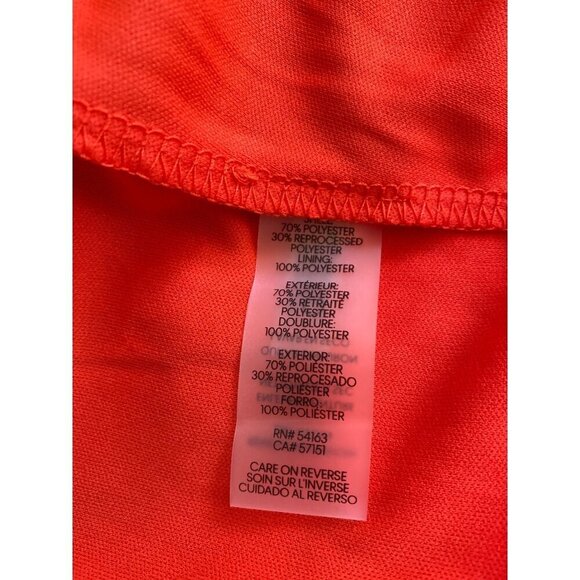 SHELL:
70% POLYESTER
30% REPROCESSED
POLYESTER
LINING:
100% POLYESTER
EXTÉRIEUR:
70% POLYESTER
30% RETRAITÉ
POLYESTER
DOUBLURE:
100% POLYESTER
EXTERIOR:
70% POLIÉSTER
30% REPROCESADO
POLIÉSTER
FORRO:
100% POLIÉSTER
RN# 54163
CA# 57151
CARE ON REVERSE
SOIN SUR L'INVERSE
CUIDADO AL REVERSO